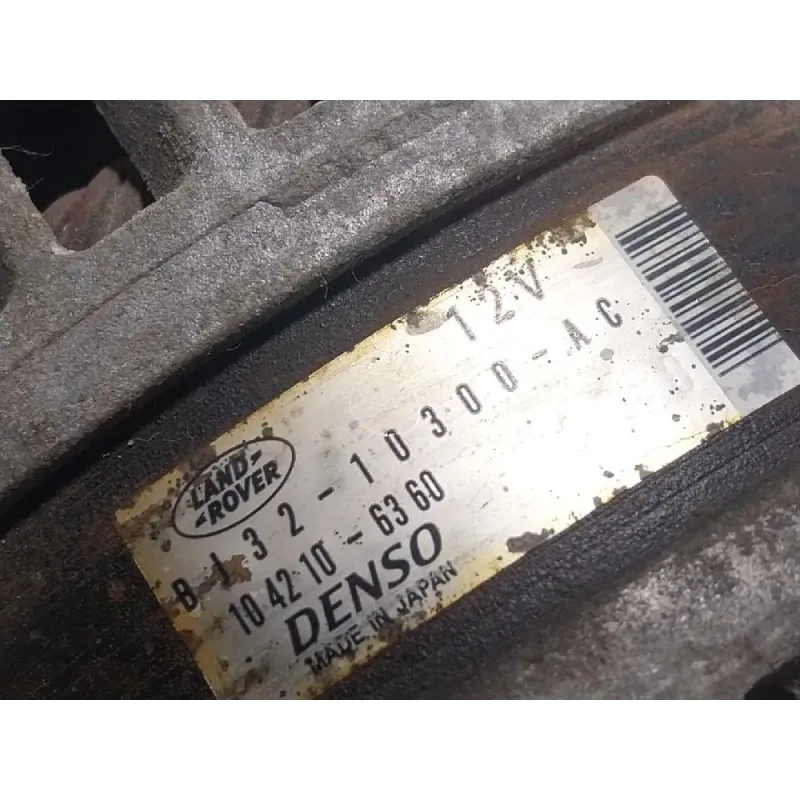 12V
LAND-
-ROVER
BJ32-10300-AC
104210-6360
DENSO
MADE IN JAPAN